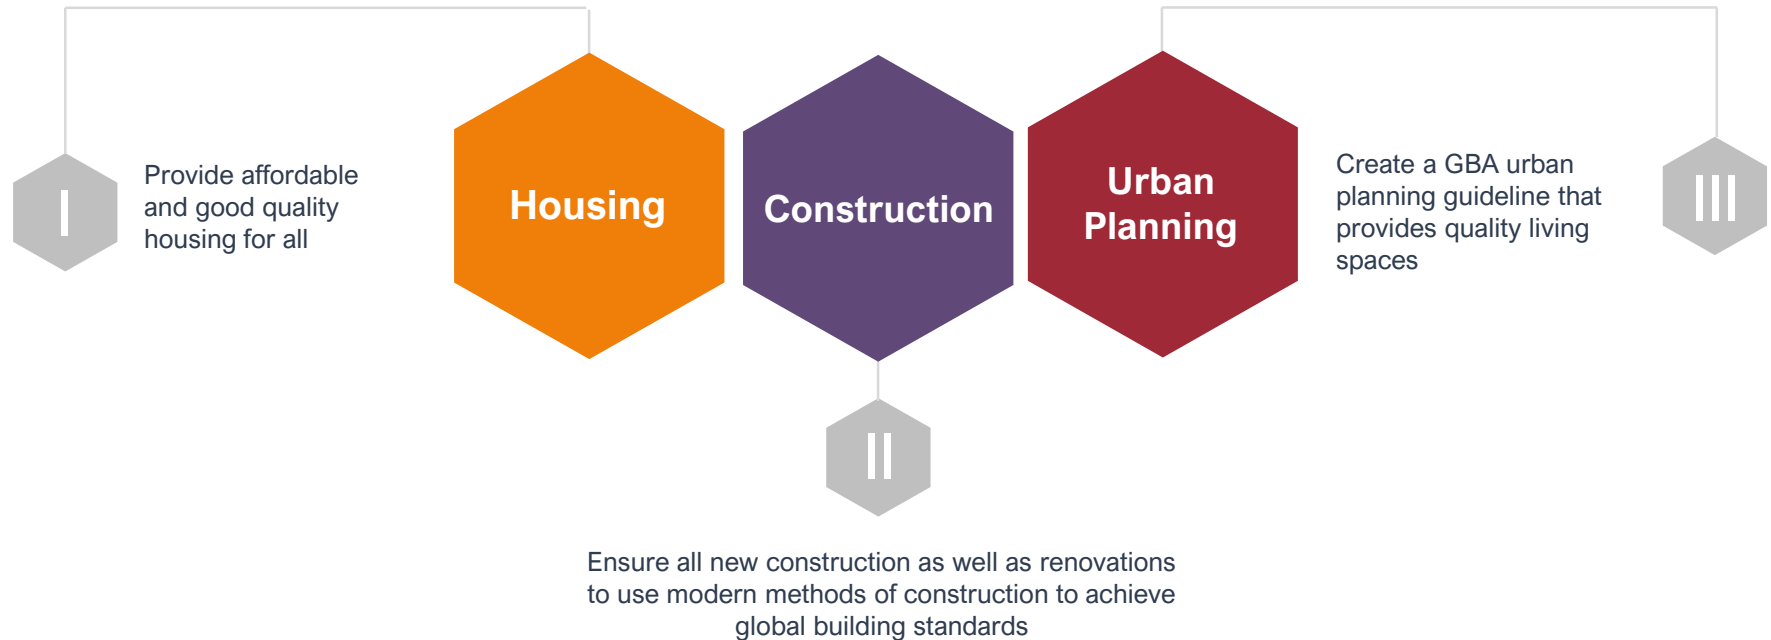 I
Provide affordable
and good quality
housing for all
Housing
Construction
Urban
Planning
Create a GBA urban
planning guideline that
provides quality living
spaces
III
II
Ensure all new construction as well as renovations
to use modern methods of construction to achieve
global building standards